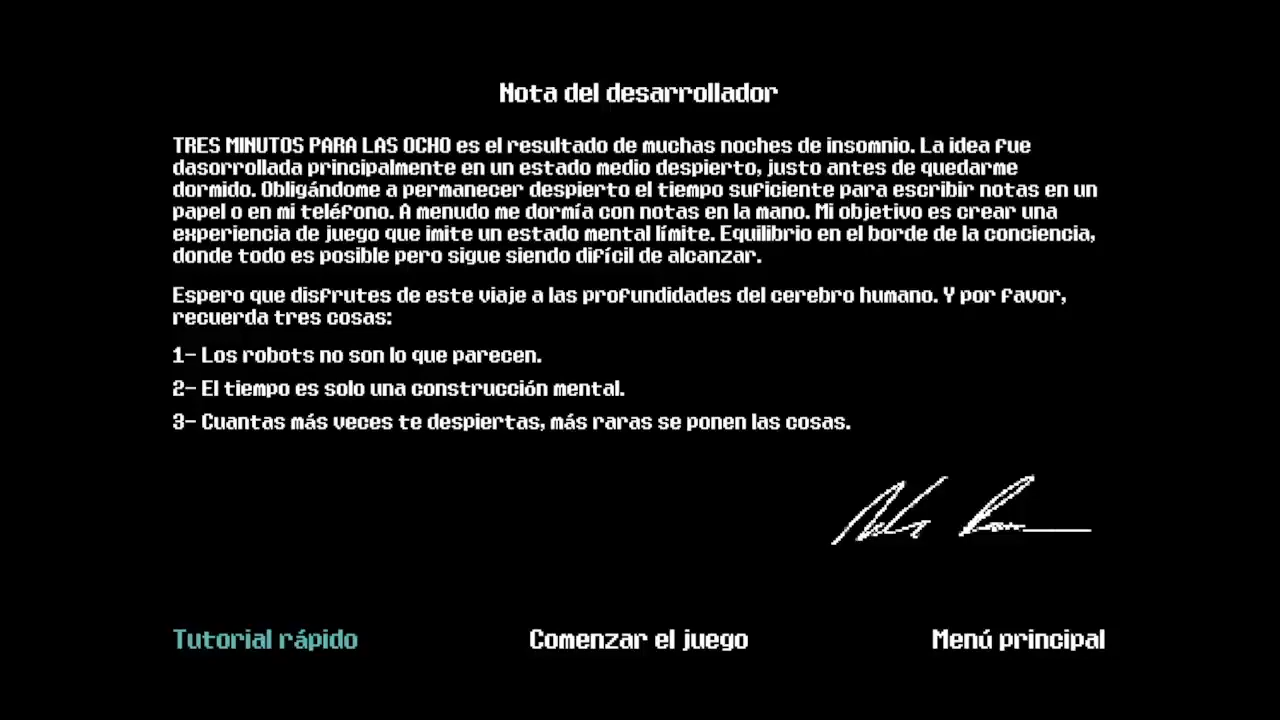 Nota del desarrollador
TRES MINUTOS PARA LAS OCHO es el resultado de muchas noches de insomnio. La idea fue
dasorrollada principalmente en un estado medio despierto, justo antes de quedarme
dormido. Obligándome a permanecer despierto el tiempo suficiente para escribir notas en un
papel o en mi teléfono. A menudo me dormía con notas en la mano. Mi objetivo es crear una
experiencia de juego que imite un estado mental límite. Equilibrio en el borde de la conciencia,
donde todo es posible pero sigue siendo difícil de alcanzar.
Espero que disfrutes de este viaje a las profundidades del cerebro humano. Y por favor,
recuerda tres cosas:
1- Los robots no son lo que parecen.
2- El tiempo es solo una construcción mental.
3- Cuantas más veces te despiertas, más raras se ponen las cosas.
Tutorial rápido
Comenzar el juego
Menú principal